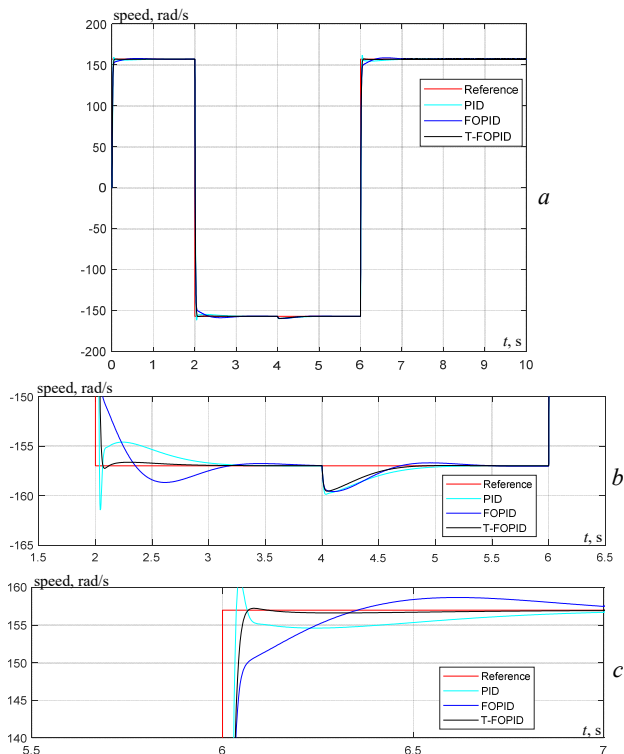 speed, rad/s
200
150
100
50
0
-50
-100
-150
-200
0 1 2 3 4 5 6 7 8 9 10
Reference
PID
FOPID
T-FOPID
t, s
a
speed, rad/s
-150
-155
-160
-165
1.5 2 2.5 3 3.5 4 4.5 5 5.5 6 6.5
Reference
PID
FOPID
T-FOPID
t, s
b
speed, rad/s
160
155
150
145
140
5.5 6 6.5 7
Reference
PID
FOPID
T-FOPID
t, s
c